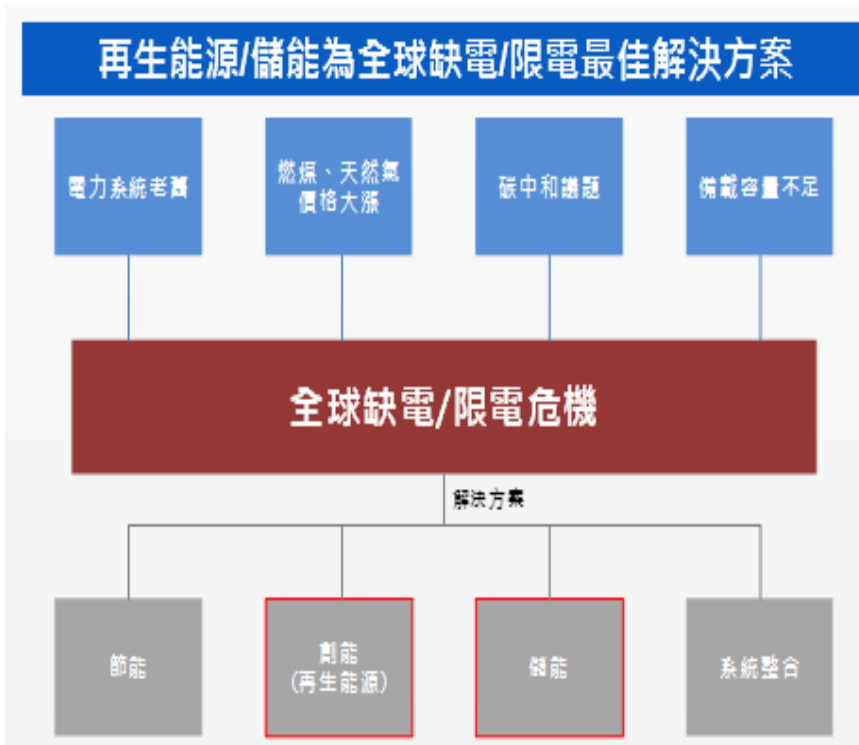 再生能源/儲能為全球缺電/限電最佳解決方案
電力系統老舊
燃煤、天然氣
價格大漲
碳中和議題
備載容量不足
全球缺電/限電危機
解決方案
節能
創能
(再生能源)
儲能
系統整合